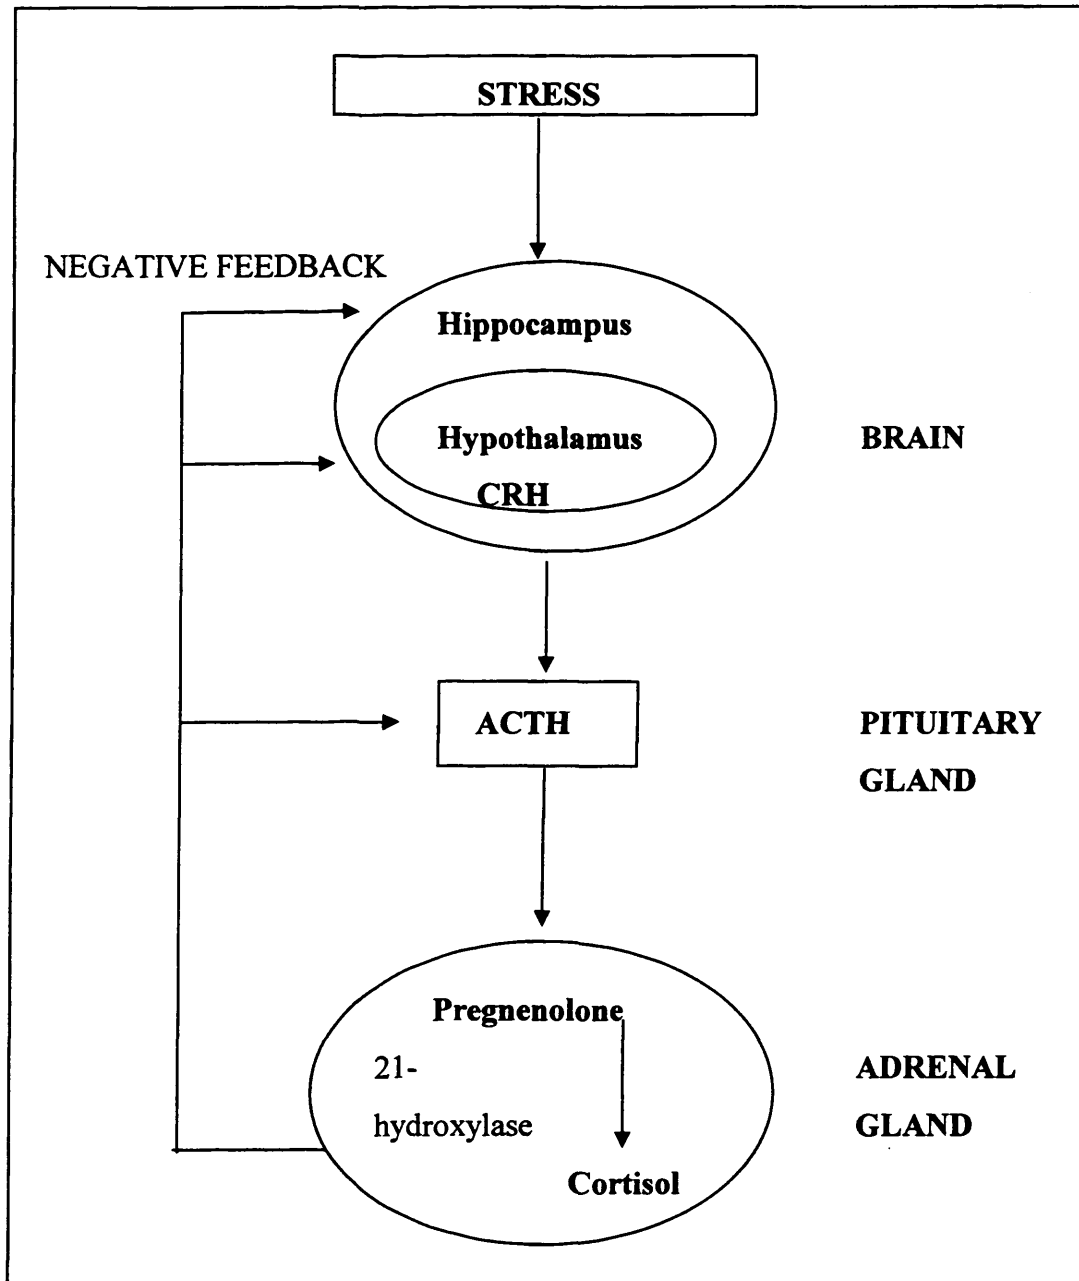 STRESS
NEGATIVE FEEDBACK
Hippocampus
Hypothalamus
CRH
BRAIN
ACTH
PITUITARY
GLAND
Pregnenolone
21-
hydroxylase
Cortisol
ADRENAL
GLAND